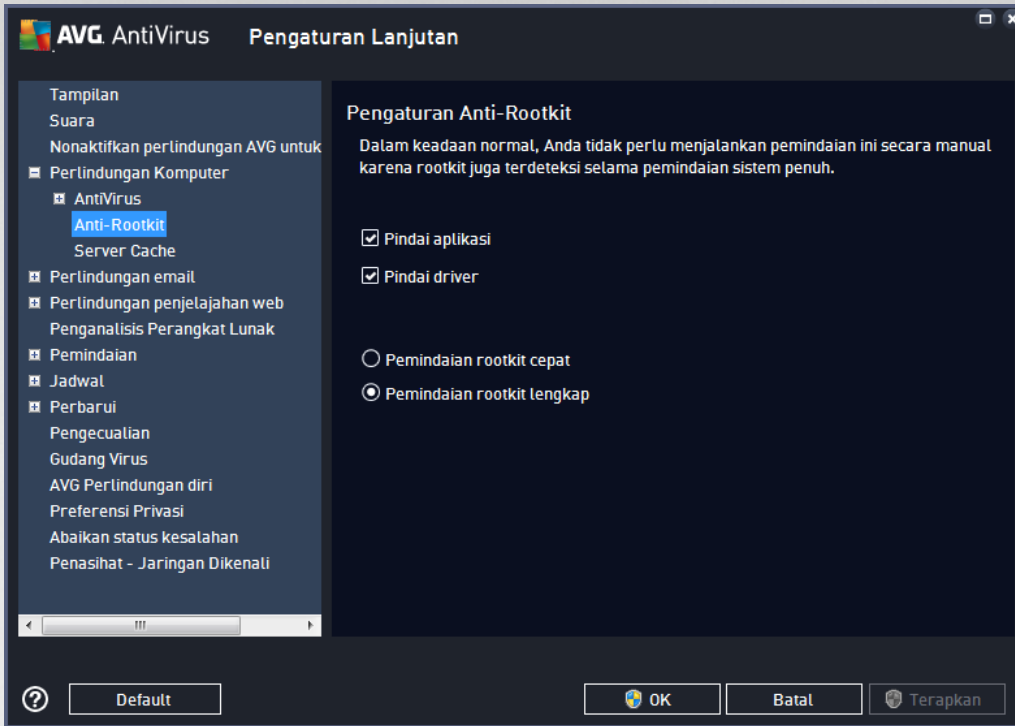 AVG. AntiVirus Pengaturan Lanjutan
Tampilan
Suara
Nonaktifkan perlindungan AVG untuk
Perlindungan Komputer
AntiVirus
Anti-Rootkit
Server Cache
Perlindungan email
Perlindungan penjelajahan web
Penganalisis Perangkat Lunak
Pemindaian
Jadwal
Perbarui
Pengecualian
Gudang Virus
AVG Perlindungan diri
Preferensi Privasi
Abaikan status kesalahan
Penasihat - Jaringan Dikenali
Pengaturan Anti-Rootkit
Dalam keadaan normal, Anda tidak perlu menjalankan pemindaian ini secara manual
karena rootkit juga terdeteksi selama pemindaian sistem penuh.
Pindai aplikasi
Pindai driver
Pemindaian rootkit cepat
Pemindaian rootkit lengkap
? Default OK Batal Terapkan